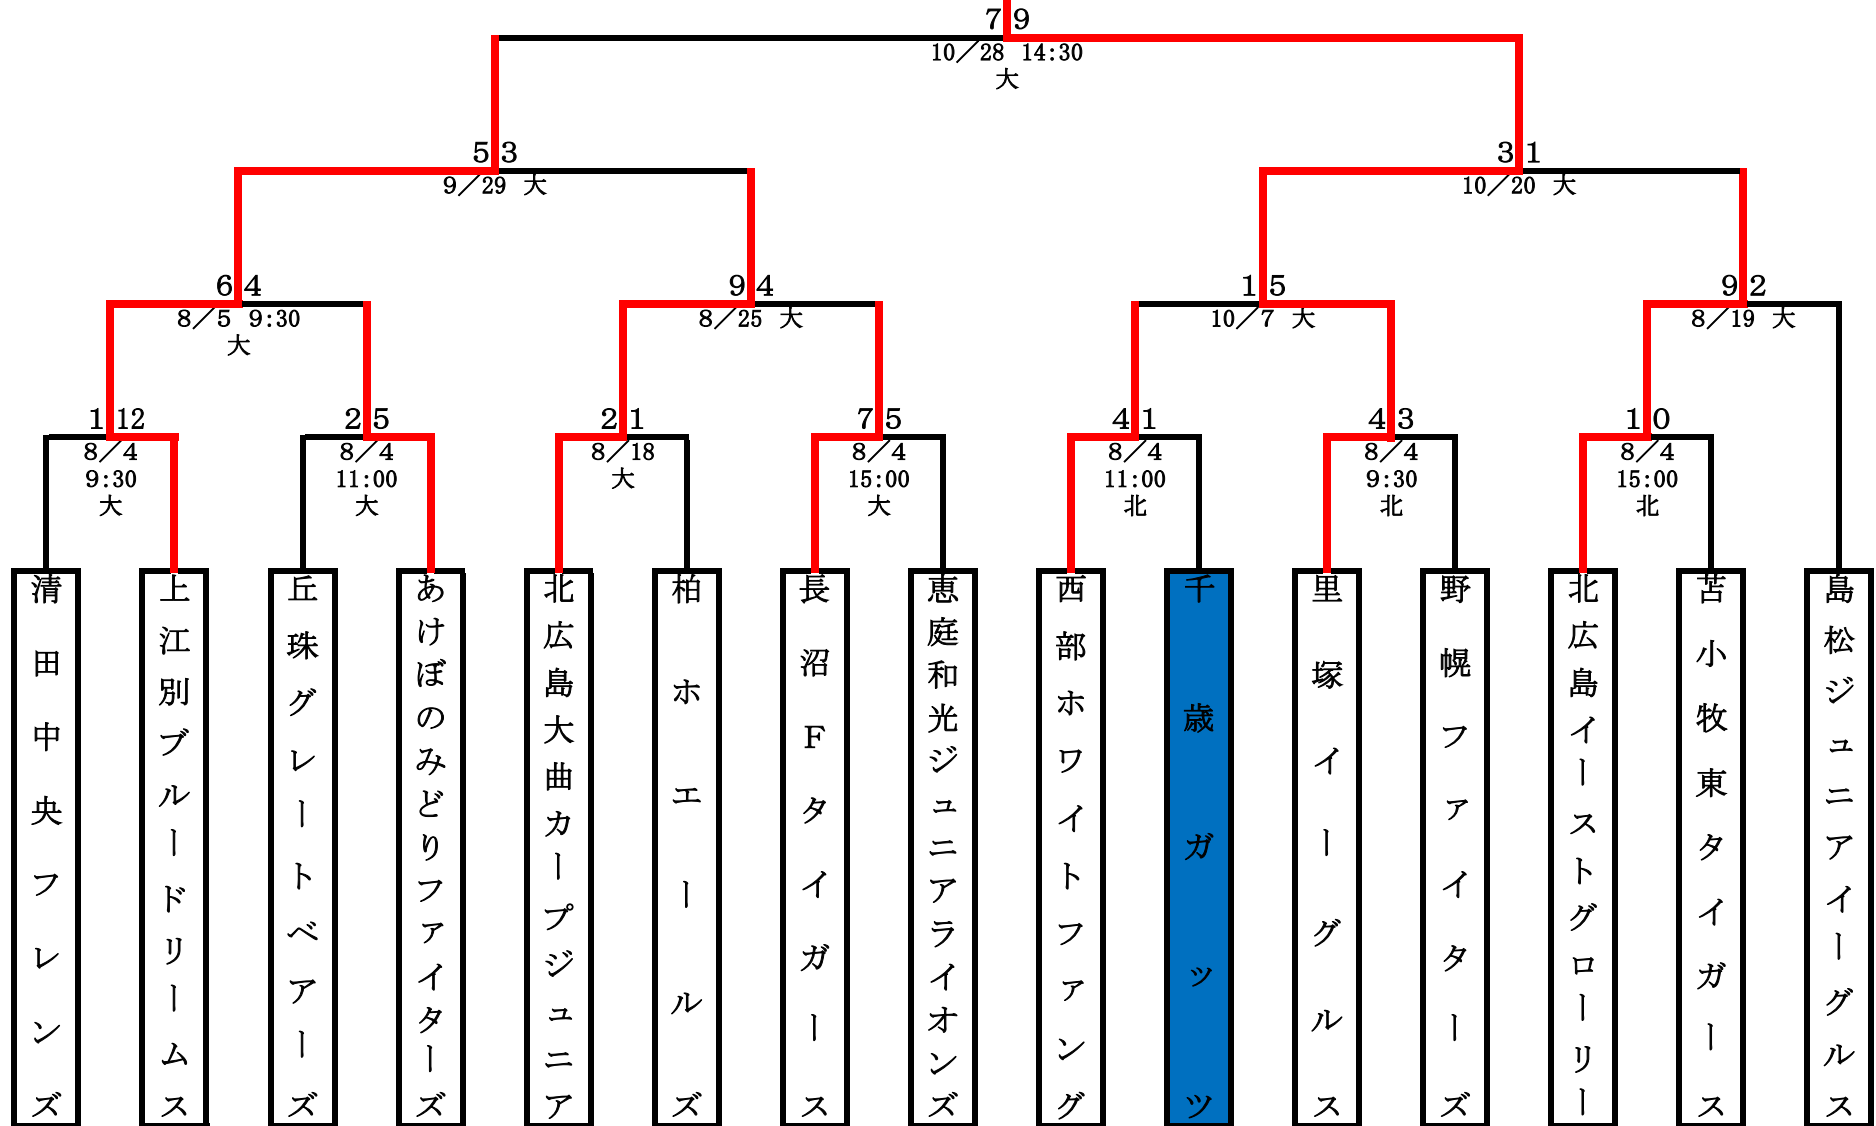 7 9
10／28 14:30
大
5 3
9／29 大
3 1
10／20 大
6 4
8／5 9:30
大
9 4
8／25 大
1 5
10／7 大
9 2
8／19 大
1 12
8／4
9:30
大
2 5
8／4
11:00
大
2 1
8／18
大
7 5
8／4
15:00
大
4 1
8／4
11:00
北
4 3
8／4
9:30
北
1 0
8／4
15:00
北
清田中央フレンズ
上江別ブルードリームス
丘珠グレートベアーズ
あけぼのみどりファイターズ
北広島大曲カープジュニア
柏ホエールズ
長沼Fタイガース
恵庭和光ジュニアライオンズ
西部ホワイトファング
千歳ガッツ
里塚イーグルス
野幌ファイターズ
北広島イーストグローリー
苫小牧東タイガース
島松ジュニアイーグルス